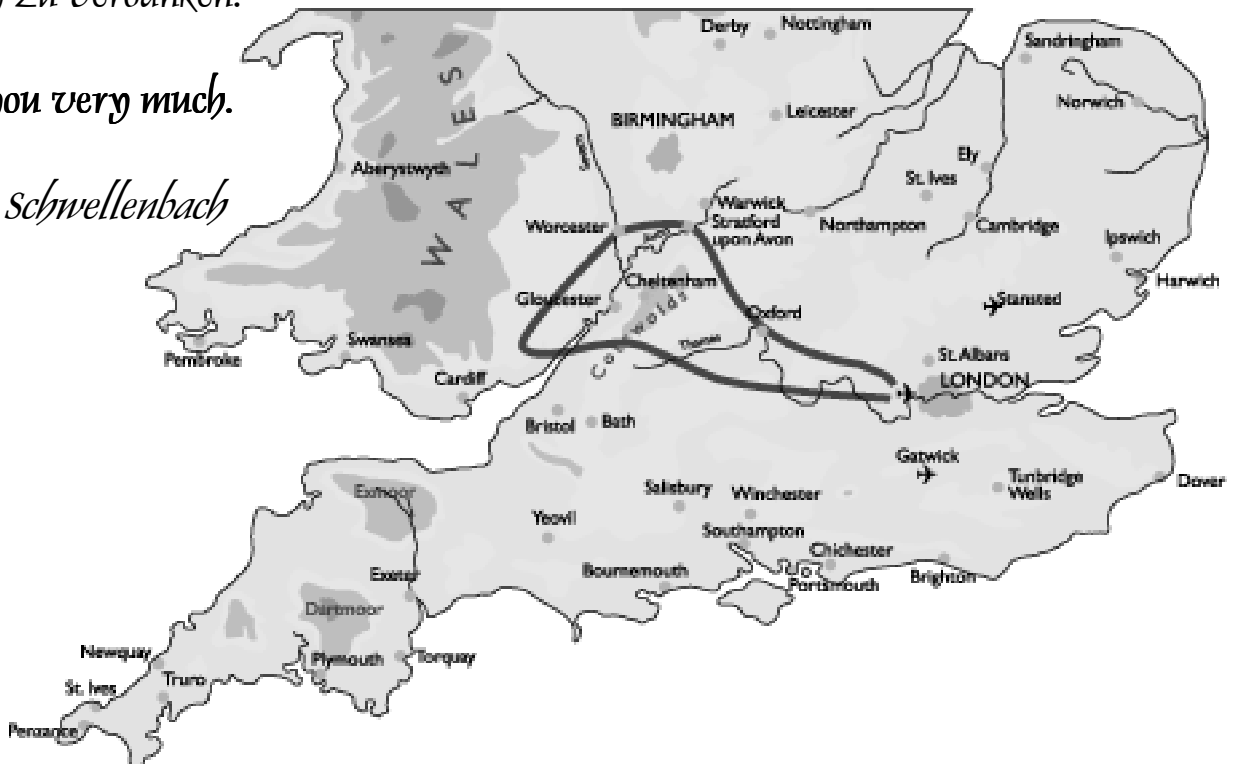 zu verdanken.
you very much.
Schwellenbach
Derby
Nottingham
Sandringham
Norwich
WALES
BIRMINGHAM
Leicester
Severn
Ely
Aberystwyth
St. Ives
Warwick
Worcester
Stratford
upon Avon
Northampton
Cambridge
Ipswich
Avon
Cheltenham
Harwich
Gloucester
Stansted
Cotswolds
Oxford
Pembroke
Swansea
Thames
St. Albans
Cardiff
LONDON
Bristol
Bath
Gatwick
Exmoor
Salisbury
Winchester
Tunbridge
Wells
Dover
Yeovil
Southampton
Chichester
Exeter
Bournemouth
Portsmouth
Brighton
Dartmoor
Newquay
Plymouth
Torquay
St. Ives
Truro
Penzance